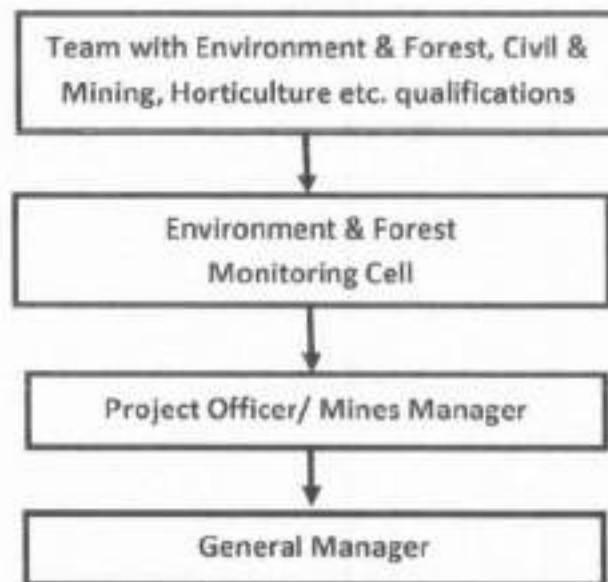 Team with Environment & Forest, Civil &
Mining, Horticulture etc. qualifications
Environment & Forest
Monitoring Cell
Project Officer/ Mines Manager
General Manager